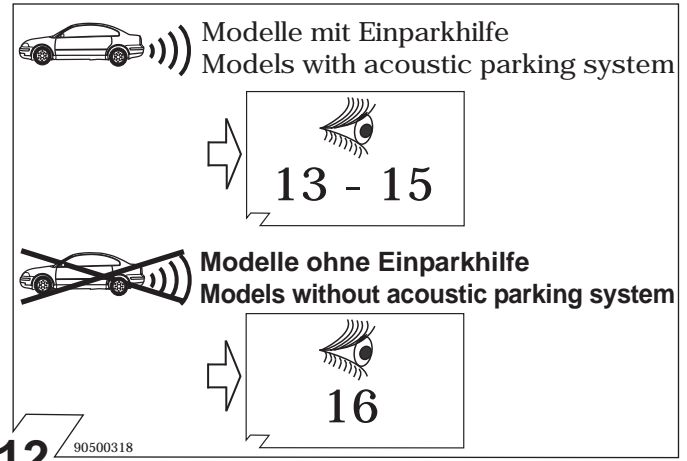 Modelle mit Einparkhilfe
Models with acoustic parking system
13 - 15
Modelle ohne Einparkhilfe
Models without acoustic parking system
16
12
90500318